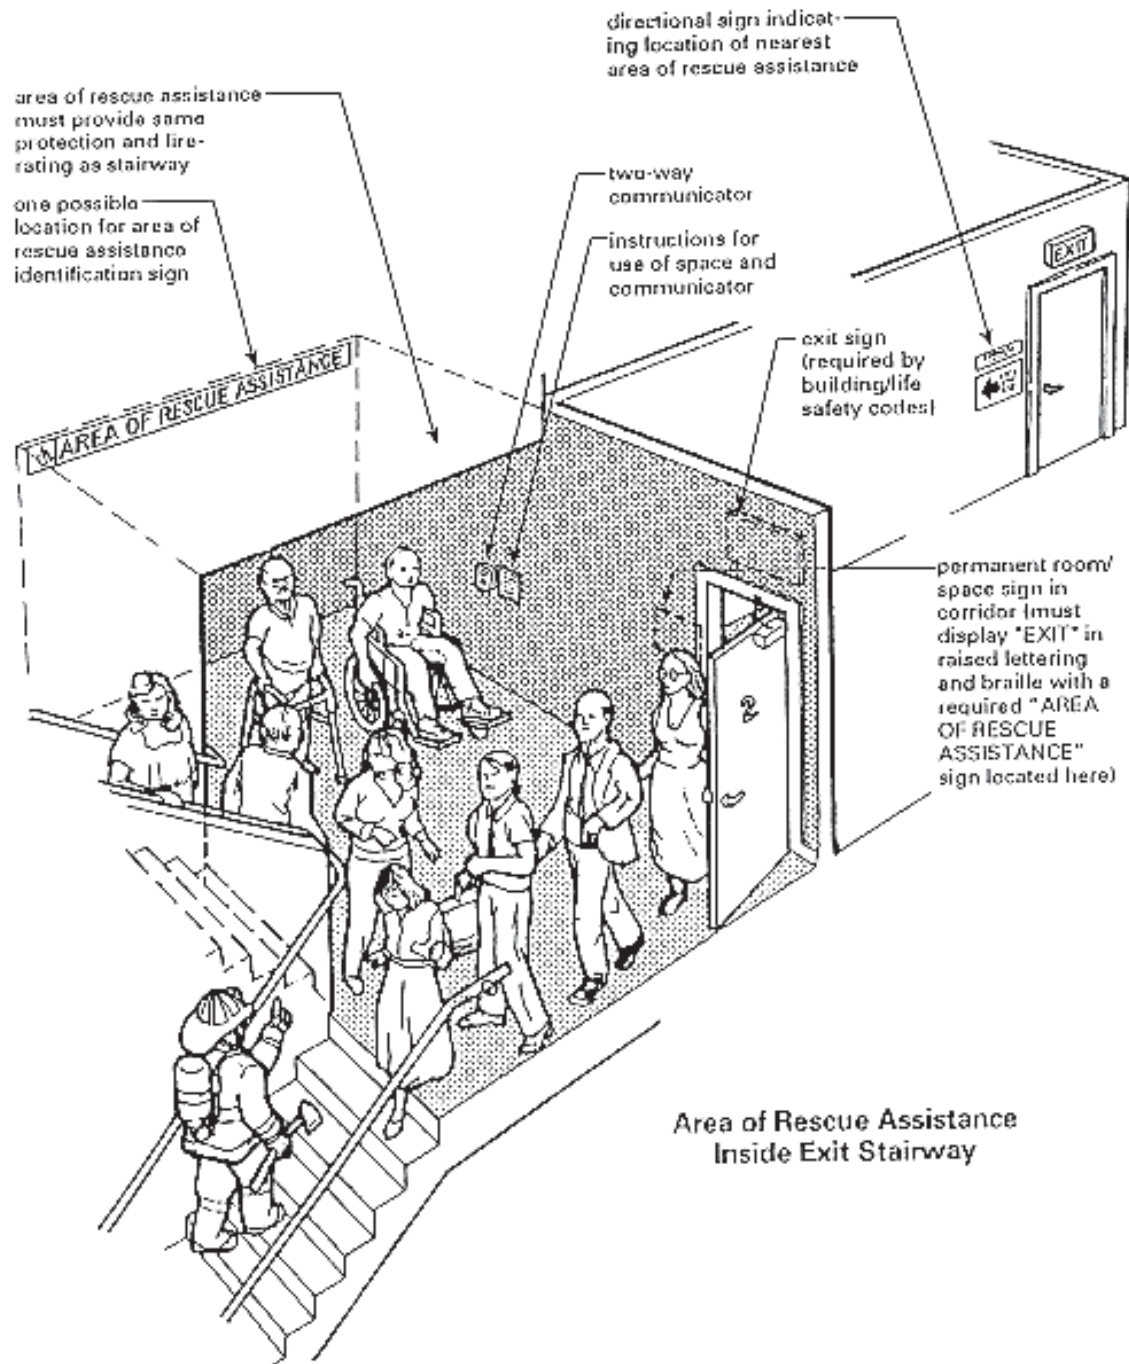 directional sign indicat-
ing location of nearest
area of rescue assistance
area of rescue assistance
must provide same
protection and fire-
rating as stairway
one possible
location for area of
rescue assistance
identification sign
two-way
communicator
instructions for
use of space and
communicator
EXIT
exit sign
(required by
building/life
safety codes)
AREA OF RESCUE ASSISTANCE
permanent room/
space sign in
corridor (must
display "EXIT" in
raised lettering
and braille with a
required "AREA
OF RESCUE
ASSISTANCE"
sign located here)
2
Area of Rescue Assistance
Inside Exit Stairway